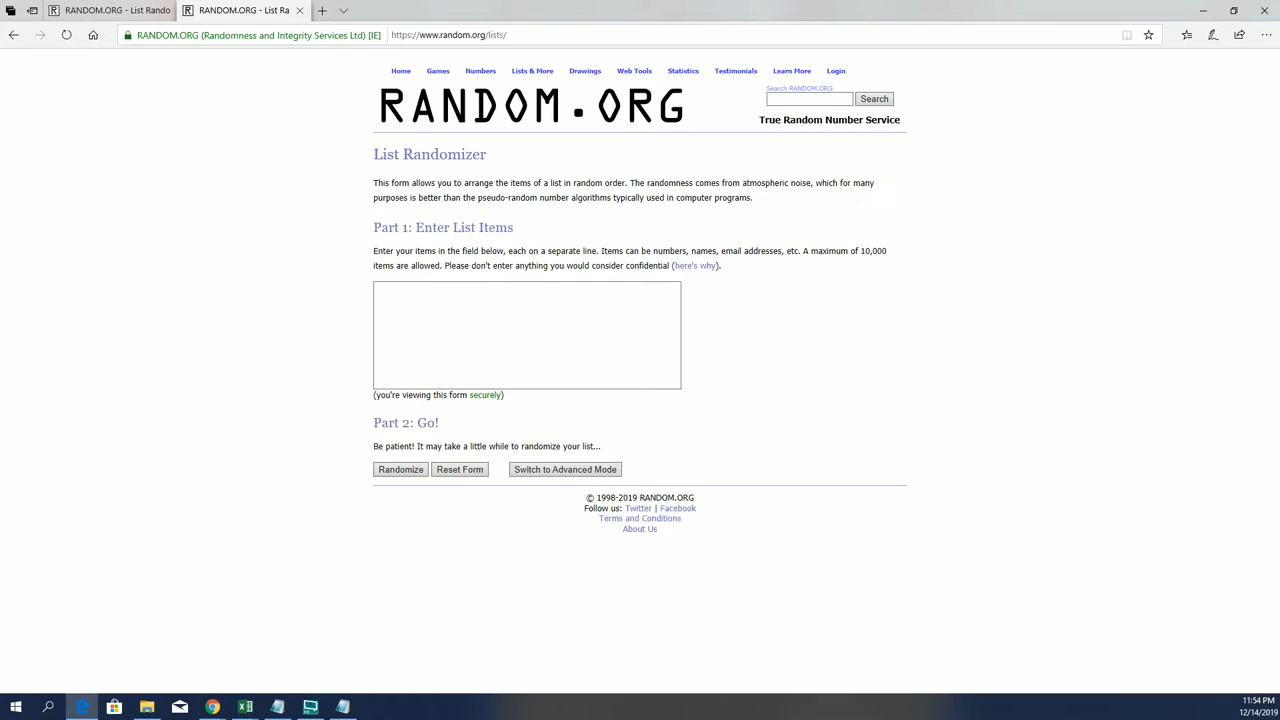 RANDOM.ORG - List Rando
RANDOM.ORG - List Ra
RANDOM.ORG (Randomness and Integrity Services Ltd) [IE]
https://www.random.org/lists/
Home Games Numbers Lists & More Drawings Web Tools Statistics Testimonials Learn More Login
RANDOM.ORG
Search RANDOM.ORG
Search
True Random Number Service
List Randomizer
This form allows you to arrange the items of a list in random order. The randomness comes from atmospheric noise, which for many
purposes is better than the pseudo-random number algorithms typically used in computer programs.
Part 1: Enter List Items
Enter your items in the field below, each on a separate line. Items can be numbers, names, email addresses, etc. A maximum of 10,000
items are allowed. Please don't enter anything you would consider confidential (here's why).
(you're viewing this form securely)
Part 2: Go!
Be patient! It may take a little while to randomize your list...
Randomize Reset Form Switch to Advanced Mode
© 1998-2019 RANDOM.ORG
Follow us: Twitter | Facebook
Terms and Conditions
About Us
11:54 PM
12/14/2019